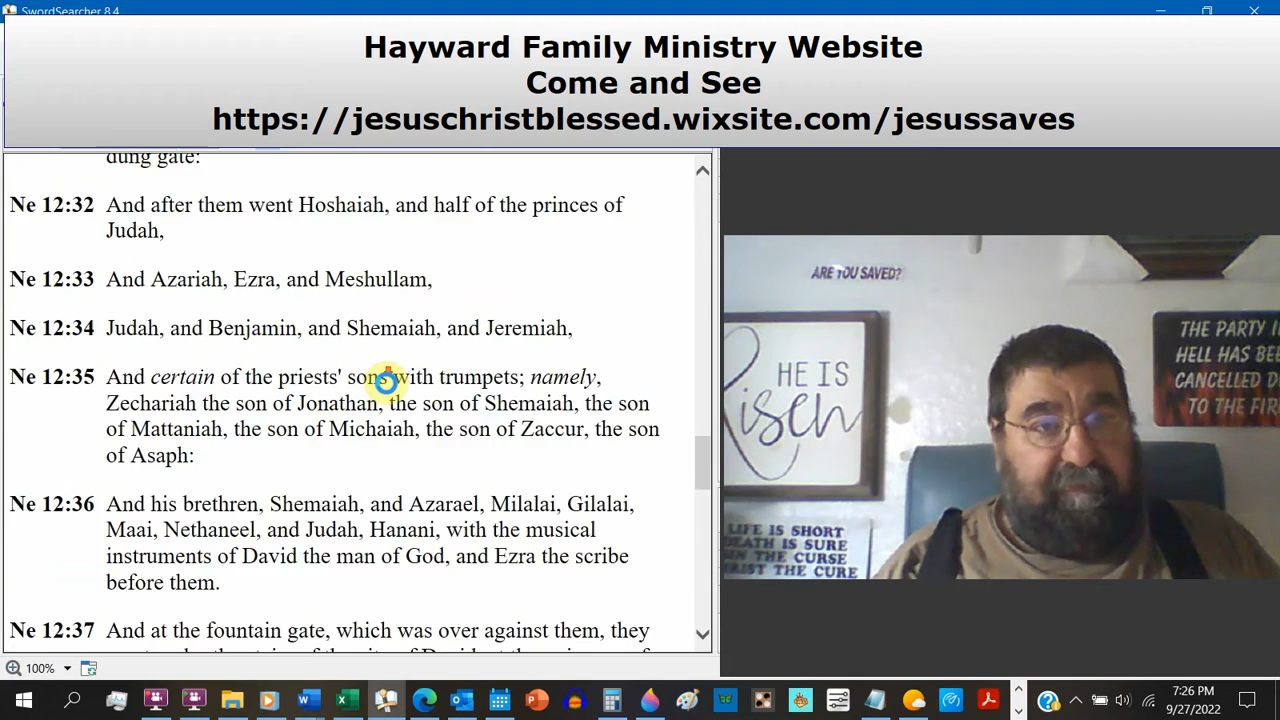 SwordSearcher 8.4
Hayward Family Ministry Website
Come and See
https://jesuschristblessed.wixsite.com/jesussaves
dung gate:
Ne 12:32 And after them went Hoshaiah, and half of the princes of
Judah,
Ne 12:33 And Azariah, Ezra, and Meshullam,
Ne 12:34 Judah, and Benjamin, and Shemaiah, and Jeremiah,
Ne 12:35 And certain of the priests' sons with trumpets; namely,
Zechariah the son of Jonathan, the son of Shemaiah, the son
of Mattaniah, the son of Michaiah, the son of Zaccur, the son
of Asaph:
Ne 12:36 And his brethren, Shemaiah, and Azarael, Milalai, Gilalai,
Maai, Nethaneel, and Judah, Hanani, with the musical
instruments of David the man of God, and Ezra the scribe
before them.
Ne 12:37 And at the fountain gate, which was over against them, they
100%
ARE YOU SAVED?
HE IS
Risen
THE PARTY I
HELL HAS BEE
CANCELLED D
TO THE FIR
LIFE IS SHORT
DEATH IS SURE
SIN THE CURSE
RIST THE CURE
7:26 PM
9/27/2022